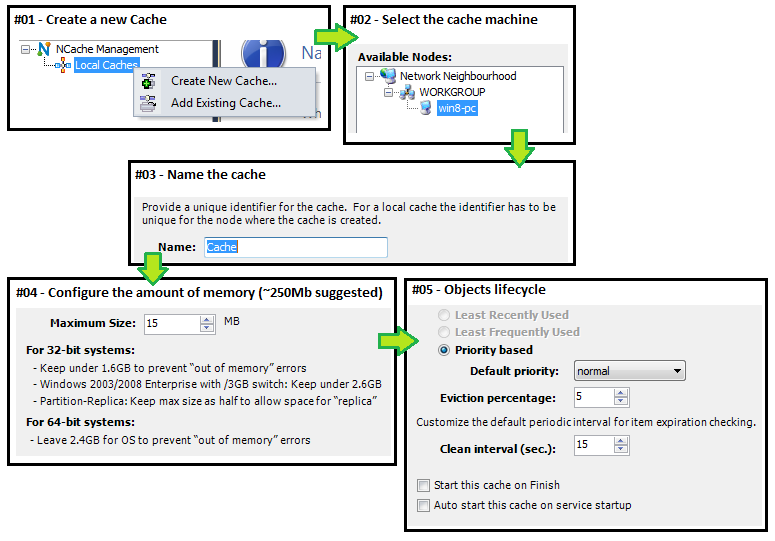 #01 - Create a new Cache
NCache Management
Local Caches
Create New Cache...
Add Existing Cache...
#02 - Select the cache machine
Available Nodes:
Network Neighbourhood
WORKGROUP
win8-pc
#03 - Name the cache
Provide a unique identifier for the cache. For a local cache the identifier has to be
unique for the node where the cache is created.
Name: Cache
#04 - Configure the amount of memory (~250Mb suggested)
Maximum Size: 15 MB
For 32-bit systems:
- Keep under 1.6GB to prevent “out of memory” errors
- Windows 2003/2008 Enterprise with /3GB switch: Keep under 2.6GB
- Partition-Replica: Keep max size as half to allow space for “replica”
For 64-bit systems:
- Leave 2.4GB for OS to prevent “out of memory” errors
#05 - Objects lifecycle
Least Recently Used
Least Frequently Used
Priority based
Default priority: normal
Eviction percentage: 5
Customize the default periodic interval for item expiration checking.
Clean interval (sec.): 15
Start this cache on Finish
Auto start this cache on service startup